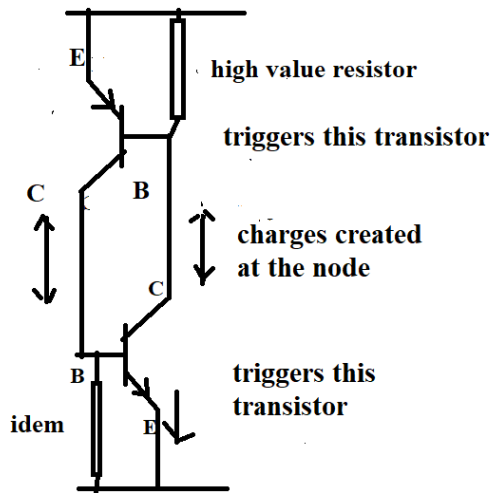 E
high value resistor
triggers this transistor
C
B
charges created
at the node
C
B
triggers this
transistor
idem
E